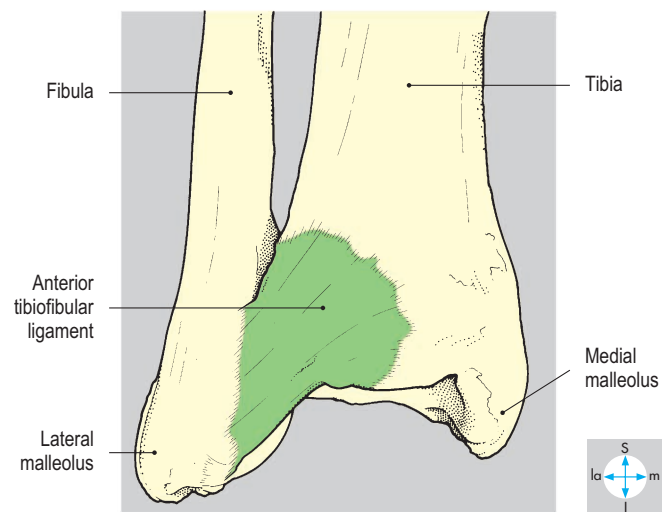 Fibula
Tibia
Anterior
tibiofibular
ligament
Medial
malleolus
Lateral
malleolus
S
la
m
I